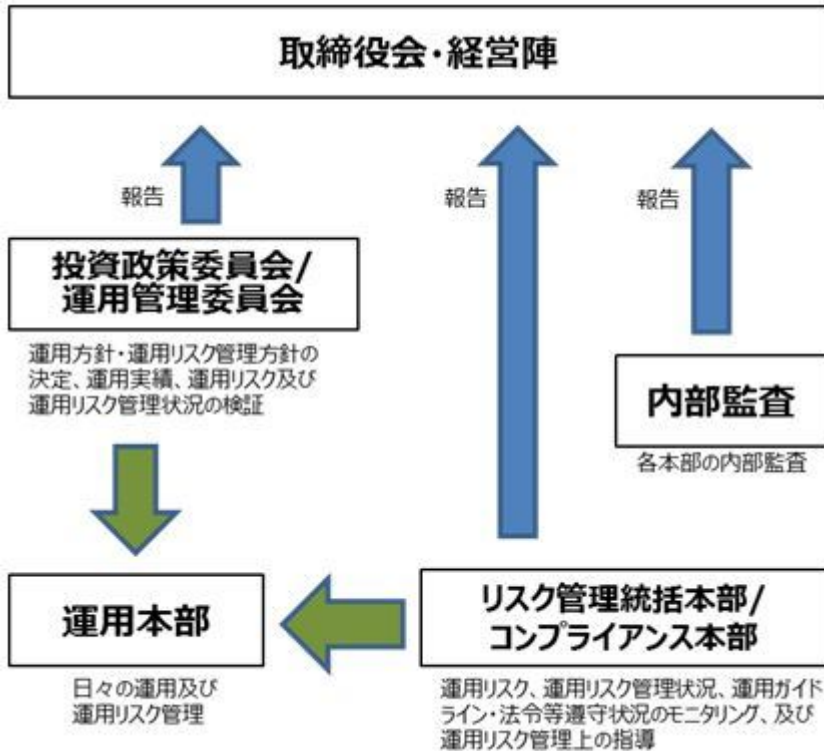 取締役会・経営陣
報告
報告
報告
投資政策委員会/
運用管理委員会
運用方針・運用リスク管理方針の
決定、運用実績、運用リスク及び
運用リスク管理状況の検証
内部監査
各本部の内部監査
運用本部
日々の運用及び
運用リスク管理
リスク管理統括本部/
コンプライアンス本部
運用リスク、運用リスク管理状況、運用ガイド
ライン・法令等遵守状況のモニタリング、及び
運用リスク管理上の指導